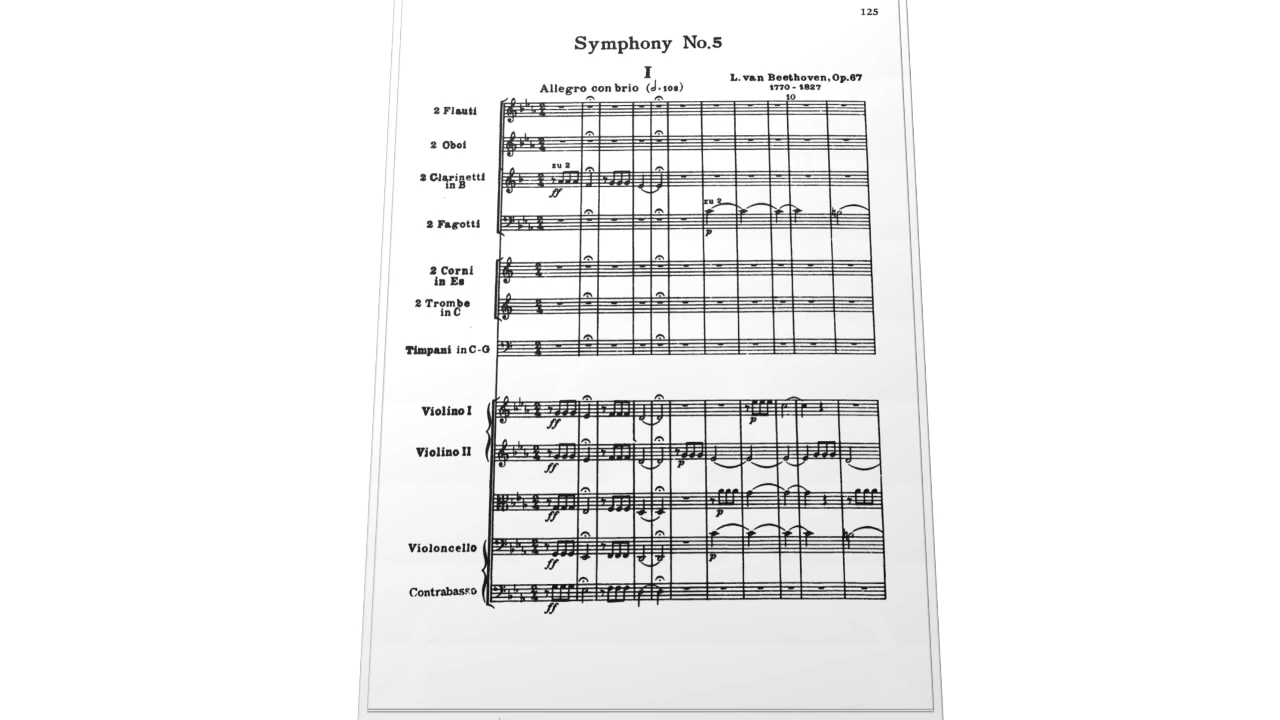 125
Symphony No.5
I
Allegro con brio (𝅗𝅥=108)
L. van Beethoven, Op.67
1770 - 1827
10
2 Flauti
2 Oboi
zu 2
2 Clarinetti
in B
ff
zu 2
2 Fagotti
p
2 Corni
in Es
2 Trombe
in C
Timpani in C-G
Violino I
ff
p
Violino II
ff
p
ff
p
Violoncello
ff
p
Contrabasso
ff